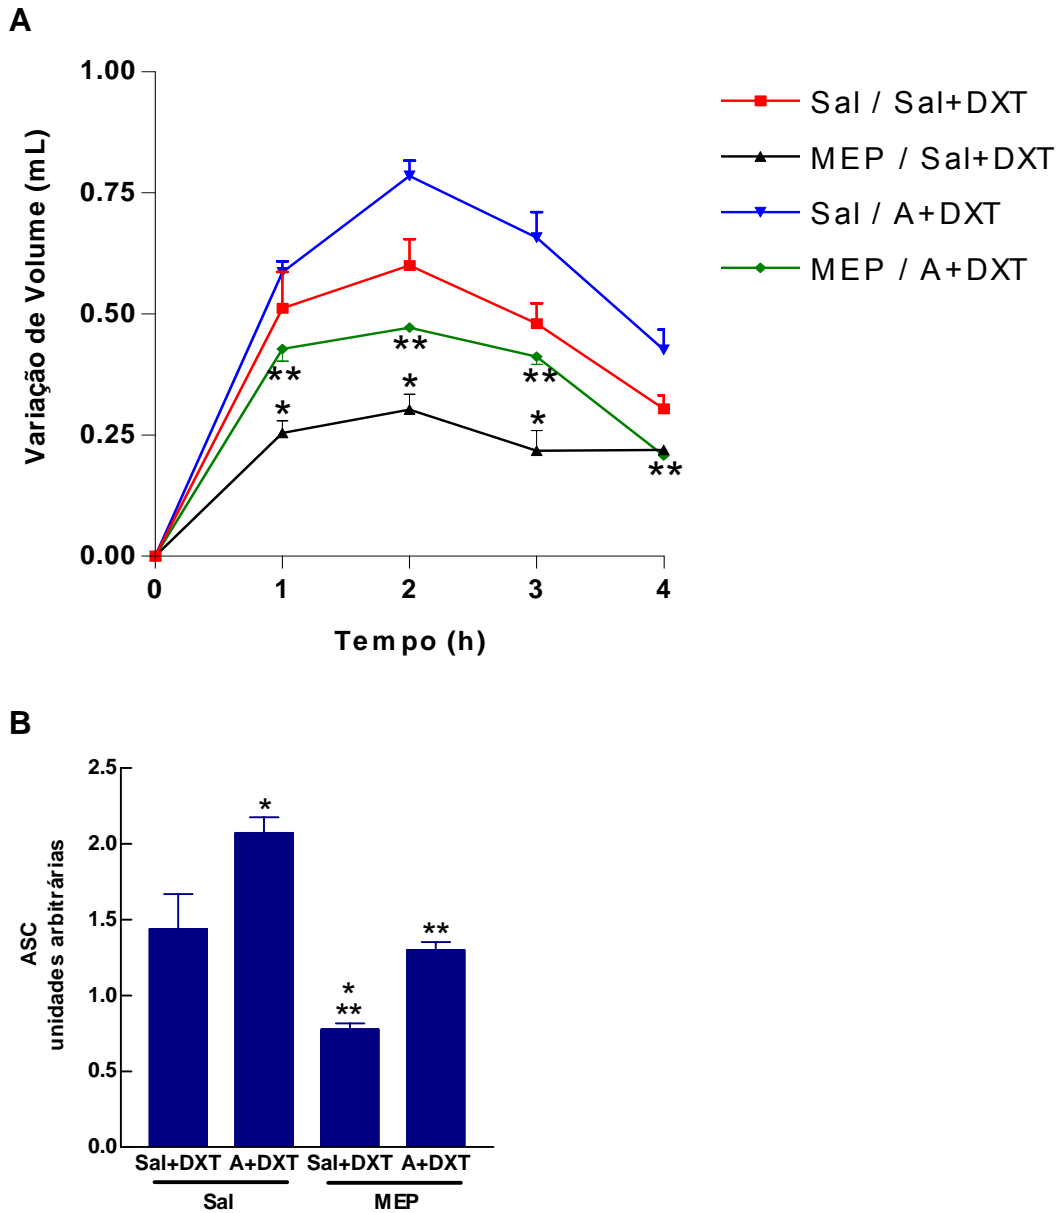 A
Variação de Volume (mL)
1.00
0.75
0.50
0.25
0.00
** ** **
* * *
**
0 1 2 3 4
Tempo (h)
Sal / Sal+DXT
MEP / Sal+DXT
Sal / A+DXT
MEP / A+DXT
B
ASC
unidades arbitrárias
2.5
2.0
1.5
1.0
0.5
0.0
*
*
**
**
Sal+DXT A+DXT Sal+DXT A+DXT
Sal MEP